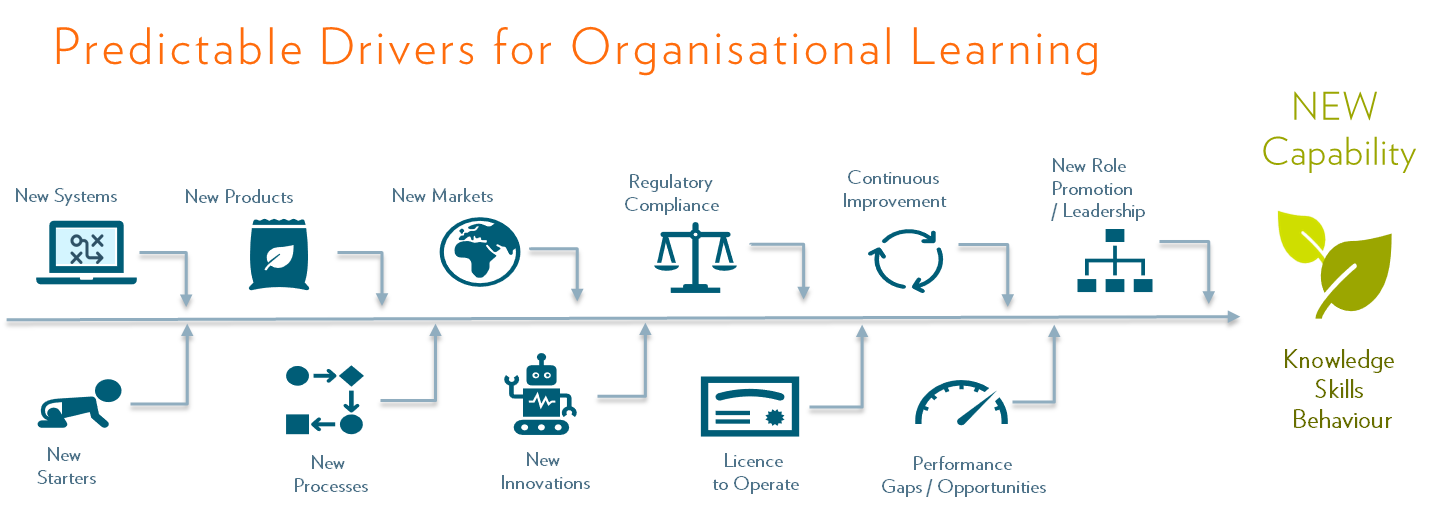 Predictable Drivers for Organisational Learning
NEW
Capability
New Systems
New Products
New Markets
Regulatory
Compliance
Continuous
Improvement
New Role
Promotion
/ Leadership
Knowledge
Skills
Behaviour
New
Starters
New
Processes
New
Innovations
Licence
to Operate
Performance
Gaps / Opportunities